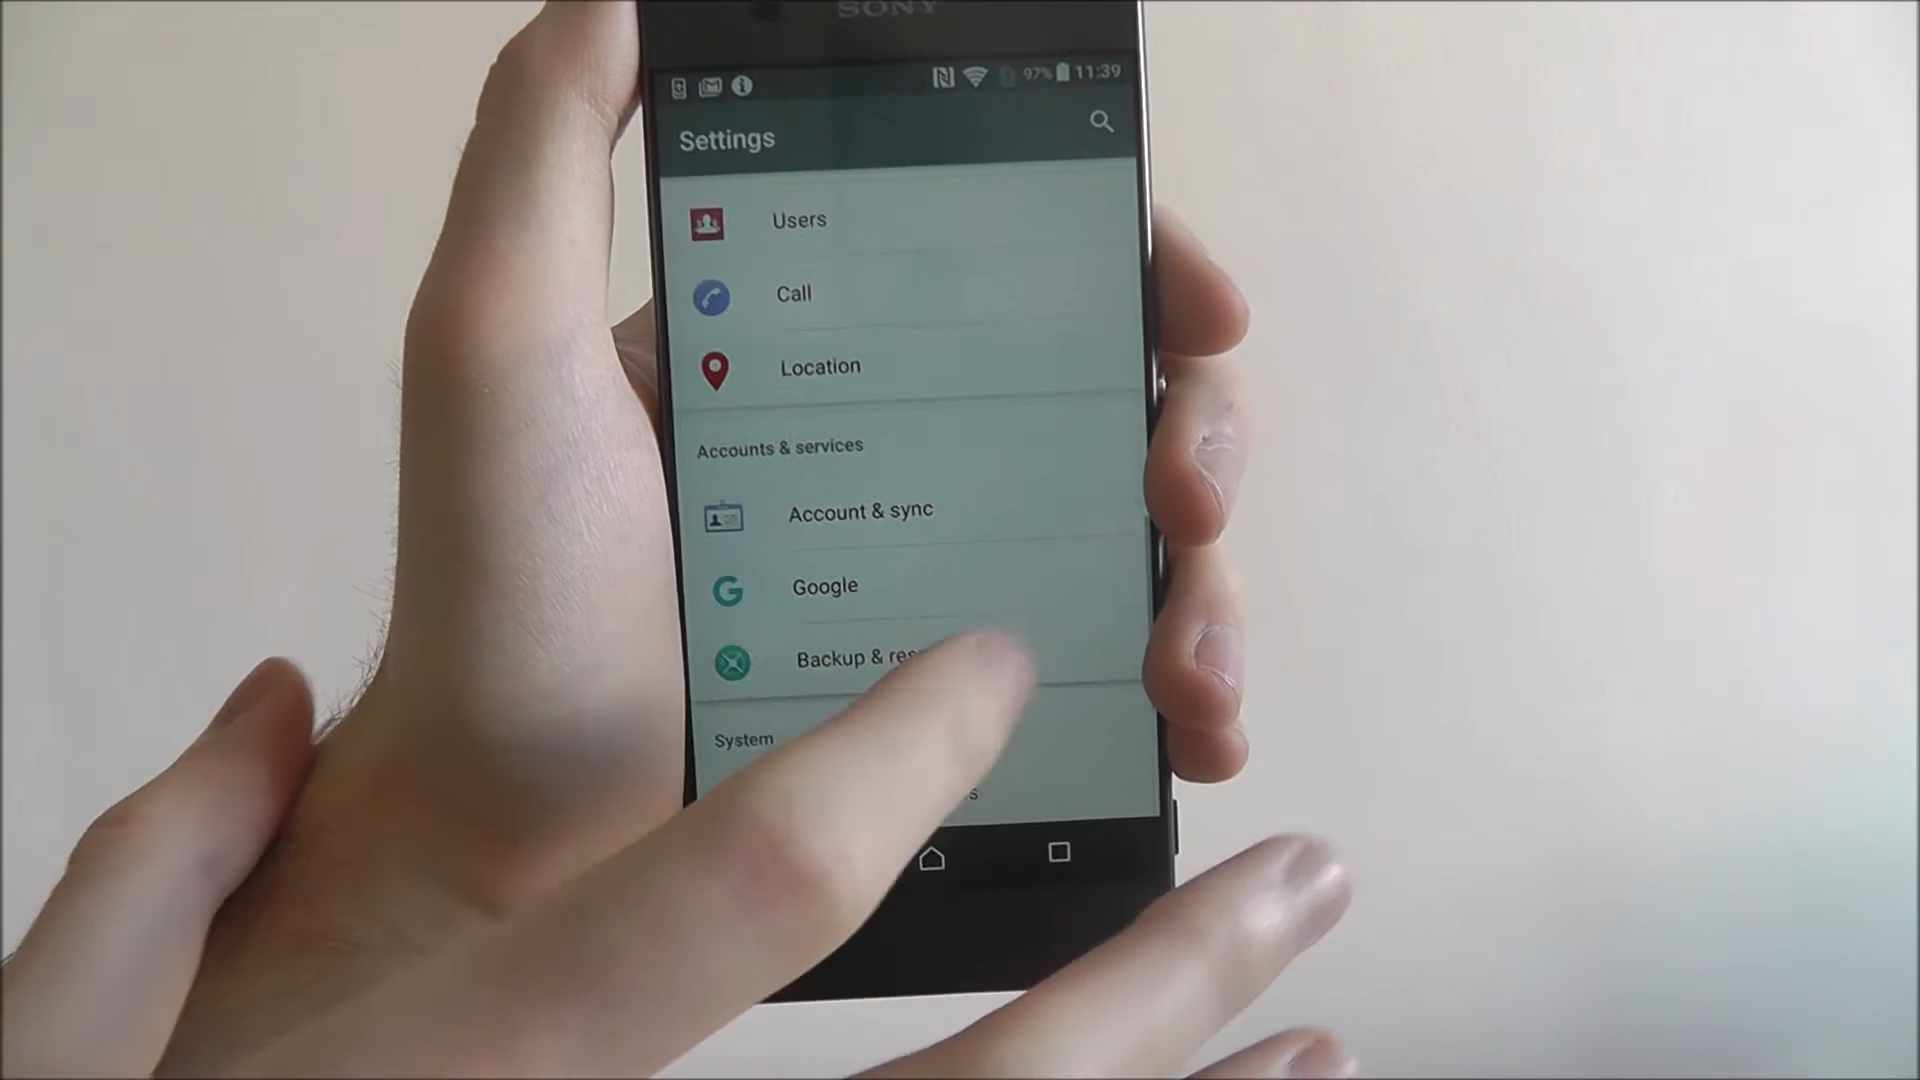 SONY
97% 11:39
Settings
Users
Call
Location
Accounts & services
Account & sync
Google
Backup &
System